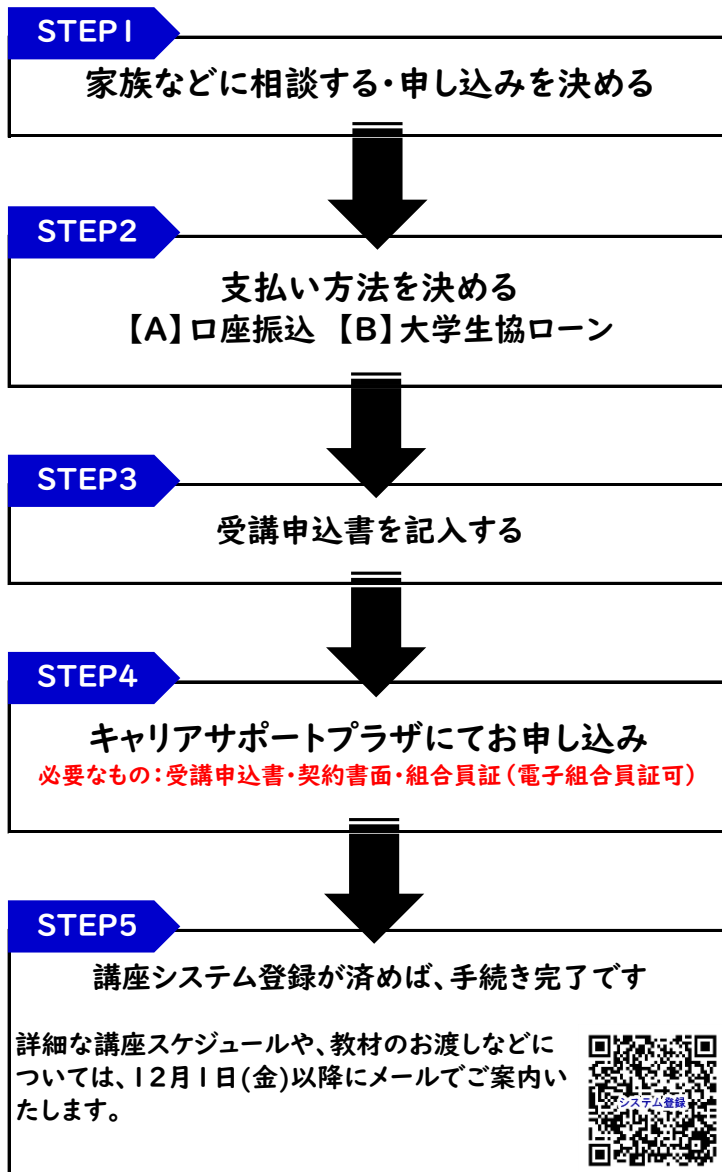 STEP1
家族などに相談する・申し込みを決める
STEP2
支払い方法を決める
【A】口座振込 【B】大学生協ローン
STEP3
受講申込書を記入する
STEP4
キャリアサポートプラザにてお申し込み
必要なもの：受講申込書・契約書面・組合員証（電子組合員証可）
STEP5
講座システム登録が済めば、手続き完了です
詳細な講座スケジュールや、教材のお渡しなどに
ついては、12月1日(金)以降にメールでご案内い
たします。
システム登録